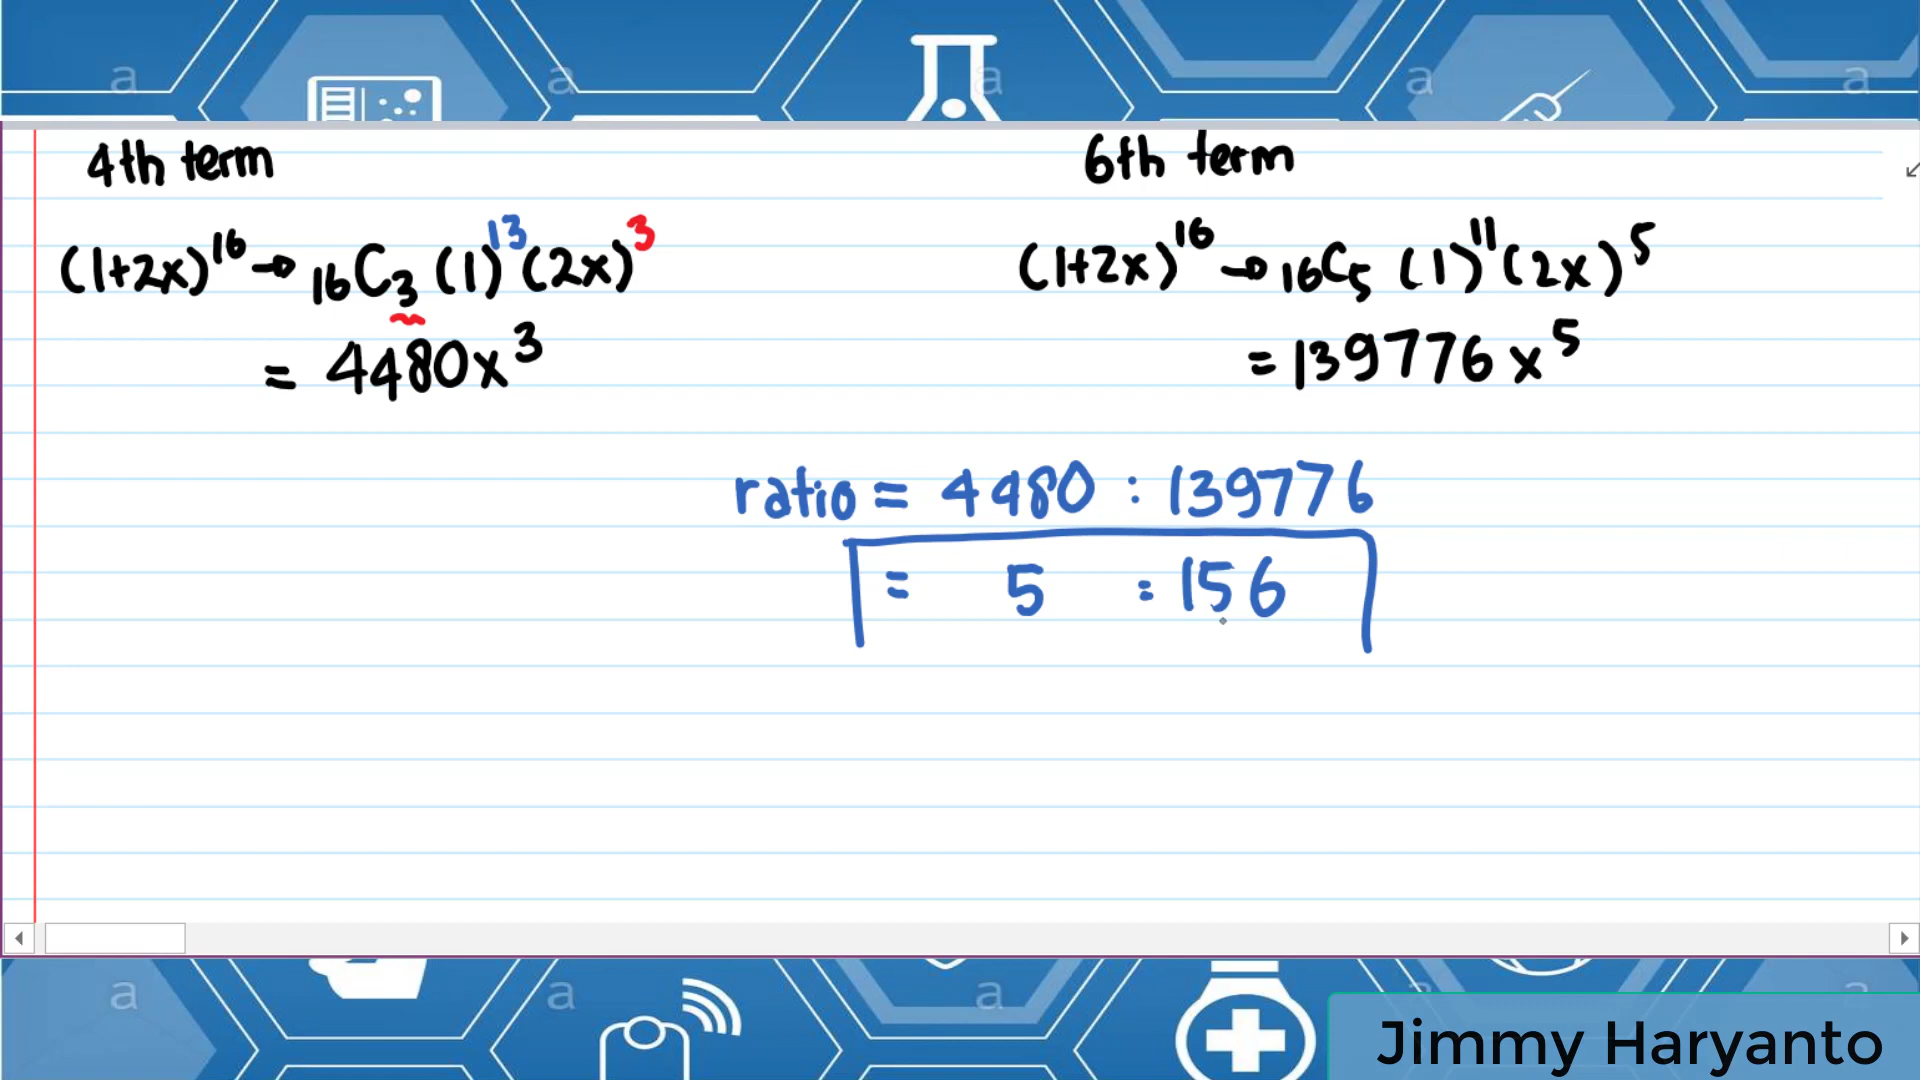 4th term
(1+2x)^16 → 16C3 (1)^13 (2x)^3
= 4480x^3
6th term
(1+2x)^16 → 16C5 (1)^11 (2x)^5
= 139776x^5
ratio = 4480 : 139776
= 5 : 156
Jimmy Haryanto
a a a a a
a a a a a